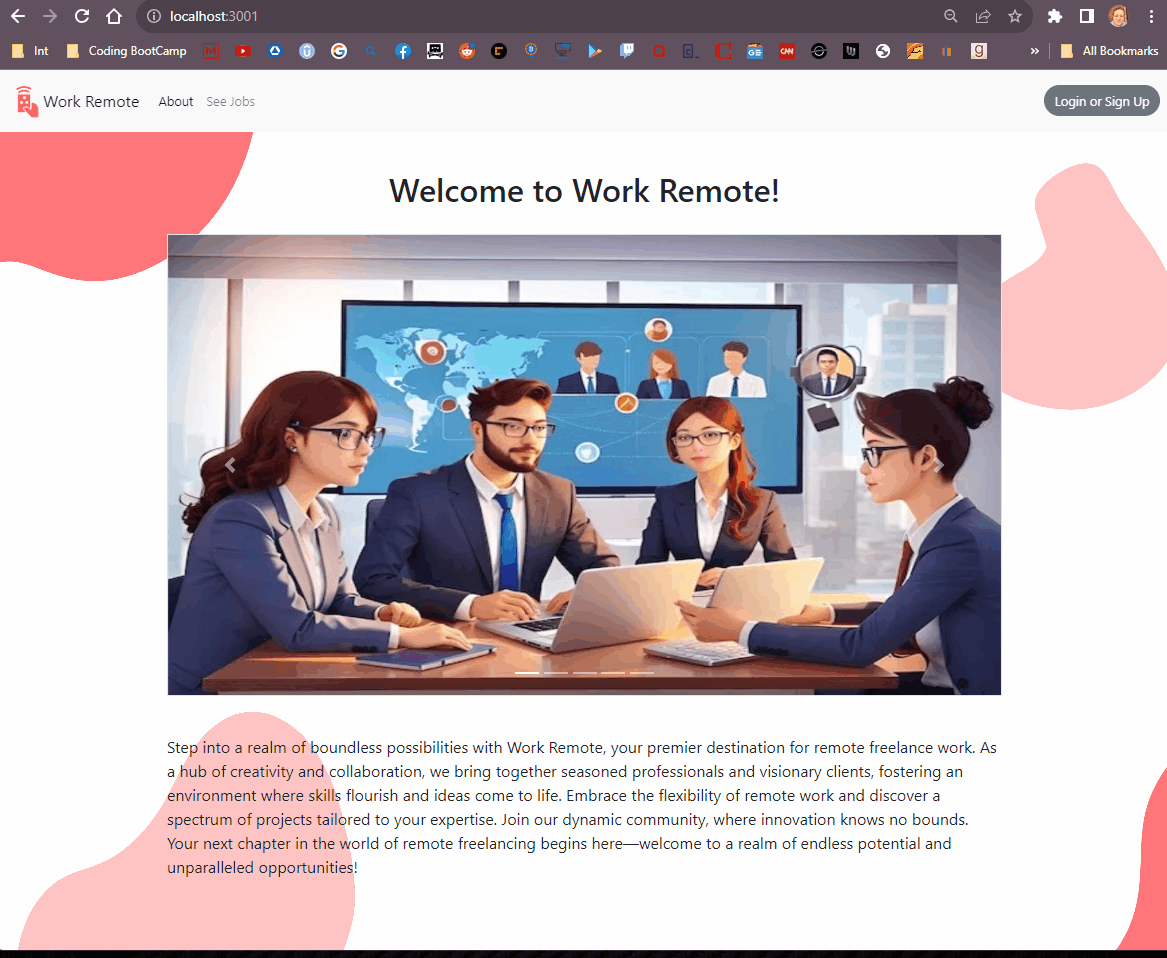 localhost:3001
Int
Coding BootCamp
All Bookmarks
Work Remote
About
See Jobs
Login or Sign Up
Welcome to Work Remote!
Step into a realm of boundless possibilities with Work Remote, your premier destination for remote freelance work. As
a hub of creativity and collaboration, we bring together seasoned professionals and visionary clients, fostering an
environment where skills flourish and ideas come to life. Embrace the flexibility of remote work and discover a
spectrum of projects tailored to your expertise. Join our dynamic community, where innovation knows no bounds.
Your next chapter in the world of remote freelancing begins here—welcome to a realm of endless potential and
unparalleled opportunities!